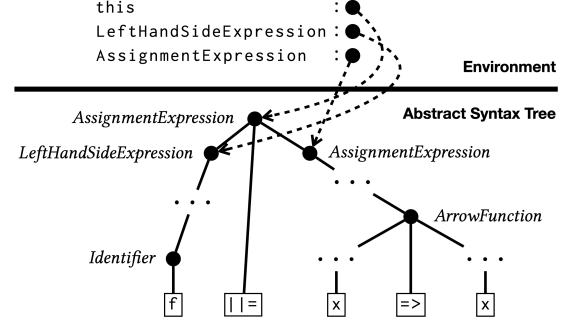 this :
LeftHandSideExpression :
AssignmentExpression :
Environment
Abstract Syntax Tree
AssignmentExpression
LeftHandSideExpression
AssignmentExpression
. . .
. . .
ArrowFunction
Identifier
. . .
. . .
f ||= x => x